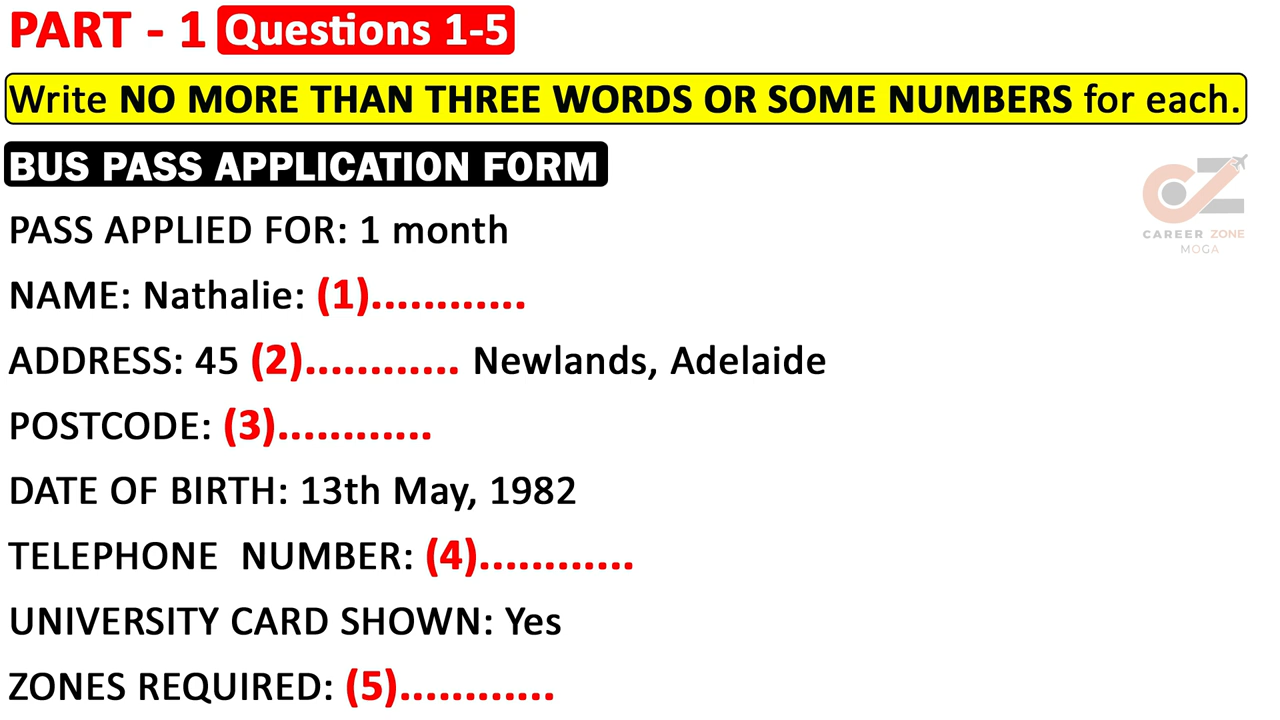 PART - 1 Questions 1-5
Write NO MORE THAN THREE WORDS OR SOME NUMBERS for each.
BUS PASS APPLICATION FORM
PASS APPLIED FOR: 1 month
CAREER ZONE
MOGA
NAME: Nathalie: (1)............
ADDRESS: 45 (2)............ Newlands, Adelaide
POSTCODE: (3)............
DATE OF BIRTH: 13th May, 1982
TELEPHONE NUMBER: (4)............
UNIVERSITY CARD SHOWN: Yes
ZONES REQUIRED: (5)............